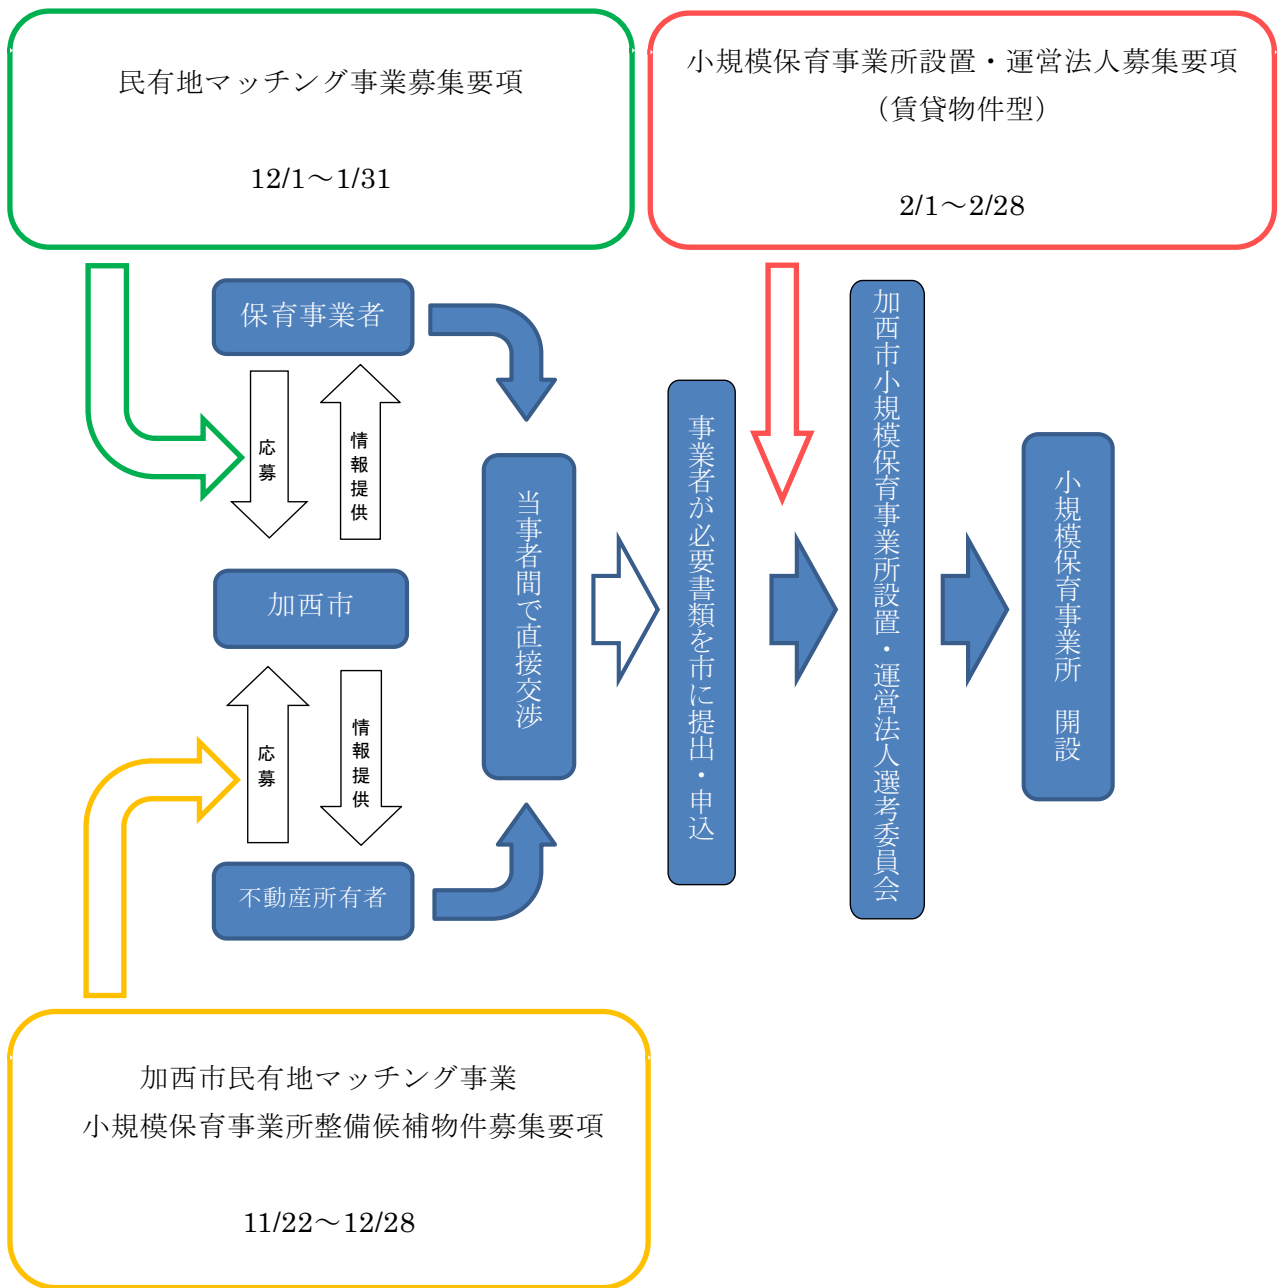 民有地マッチング事業募集要項
12/1～1/31
小規模保育事業所設置・運営法人募集要項
（賃貸物件型）
2/1～2/28
保育事業者
応募
情報提供
加西市
応募
情報提供
不動産所有者
当事者間で直接交渉
事業者が必要書類を市に提出・申込
加西市小規模保育事業所設置・運営法人選考委員会
小規模保育事業所　開設
加西市民有地マッチング事業
小規模保育事業所整備候補物件募集要項
11/22～12/28